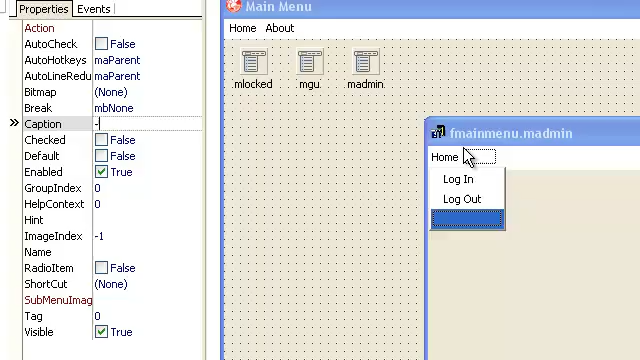 Properties Events
Action
AutoCheck False
AutoHotkeys maParent
AutoLineRedu maParent
Bitmap (None)
Break mbNone
Caption -
Checked False
Default False
Enabled True
GroupIndex 0
HelpContext 0
Hint
ImageIndex -1
Name
RadioItem False
ShortCut (None)
SubMenuImag
Tag 0
Visible True
Main Menu
Home About
mlocked mgu. madmin
fmainmenu.madmin
Home
Log In
Log Out